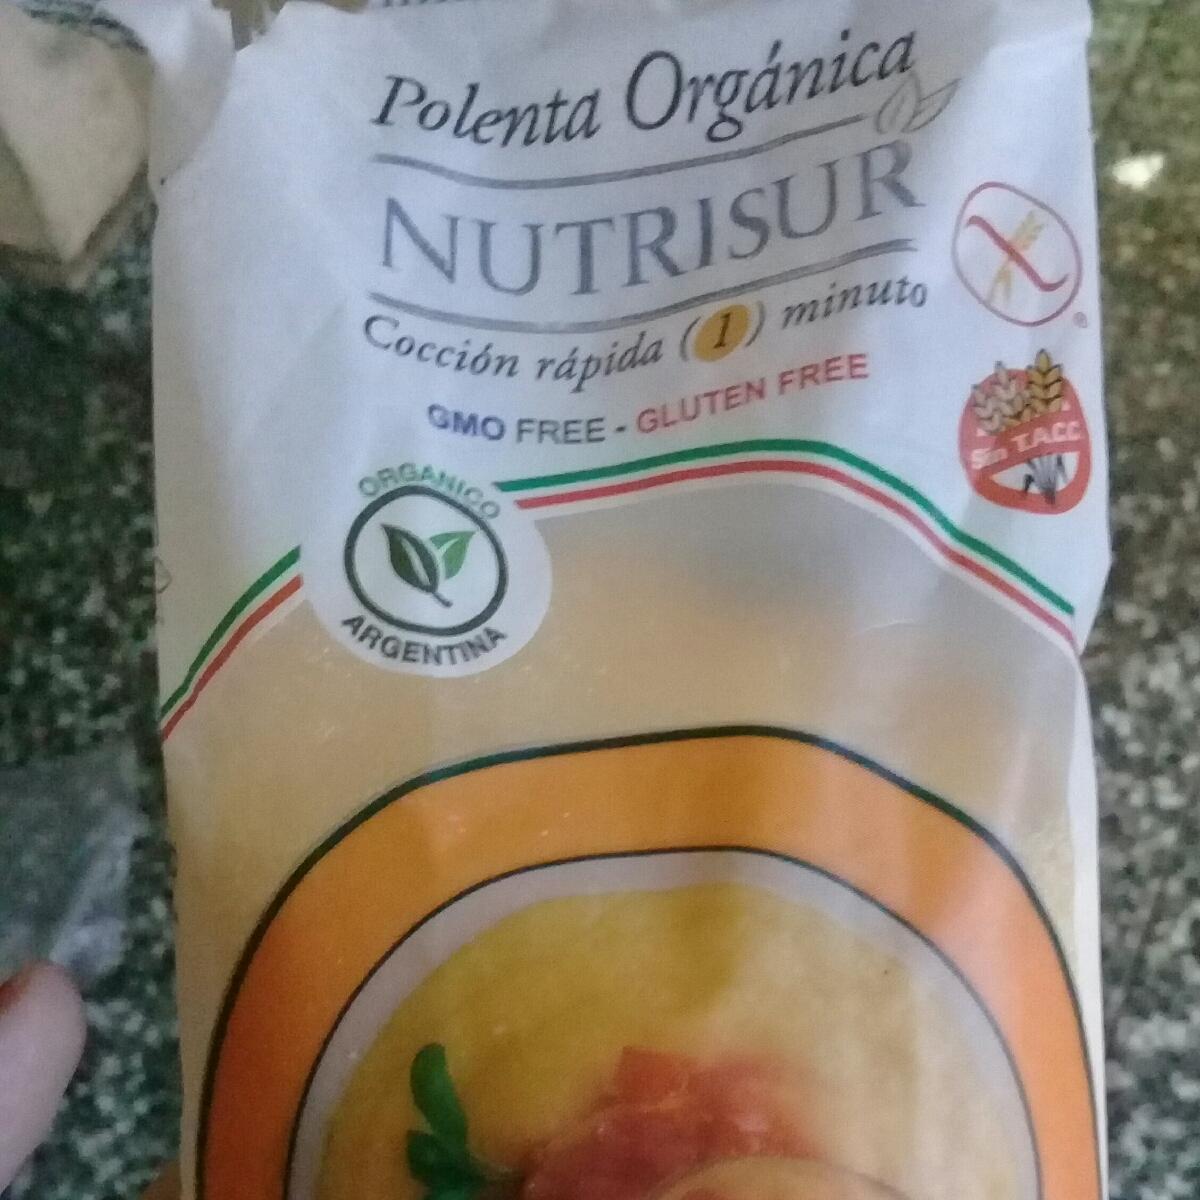 Polenta Orgánica
NUTRISUR
Cocción rápida (1) minuto
GMO FREE - GLUTEN FREE
Sin T.A.C.C
ORGANICO
ARGENTINA